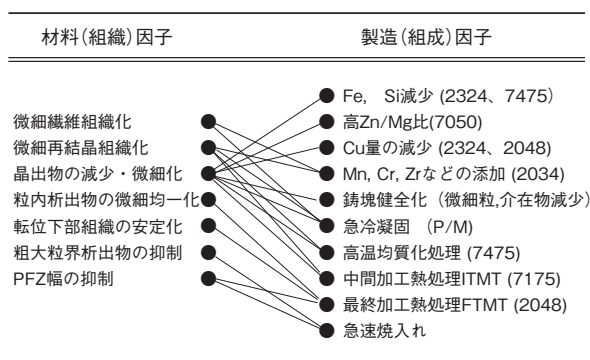 材料（組織）因子　製造（組成）因子
Fe,　Si減少 (2324、7475）
微細繊維組織化　高Zn/Mg比(7050)
微細再結晶組織化　Cu量の減少 (2324、2048)
晶出物の減少・微細化　Mn, Cr, Zrなどの添加 (2034)
粒内析出物の微細均一化　鋳塊健全化（微細粒,介在物減少）
転位下部組織の安定化　急冷凝固　（P/M)
粗大粒界析出物の抑制　高温均質化処理 (7475)
PFZ幅の抑制　中間加工熱処理ITMT (7175)
最終加工熱処理FTMT (2048)
急速焼入れ